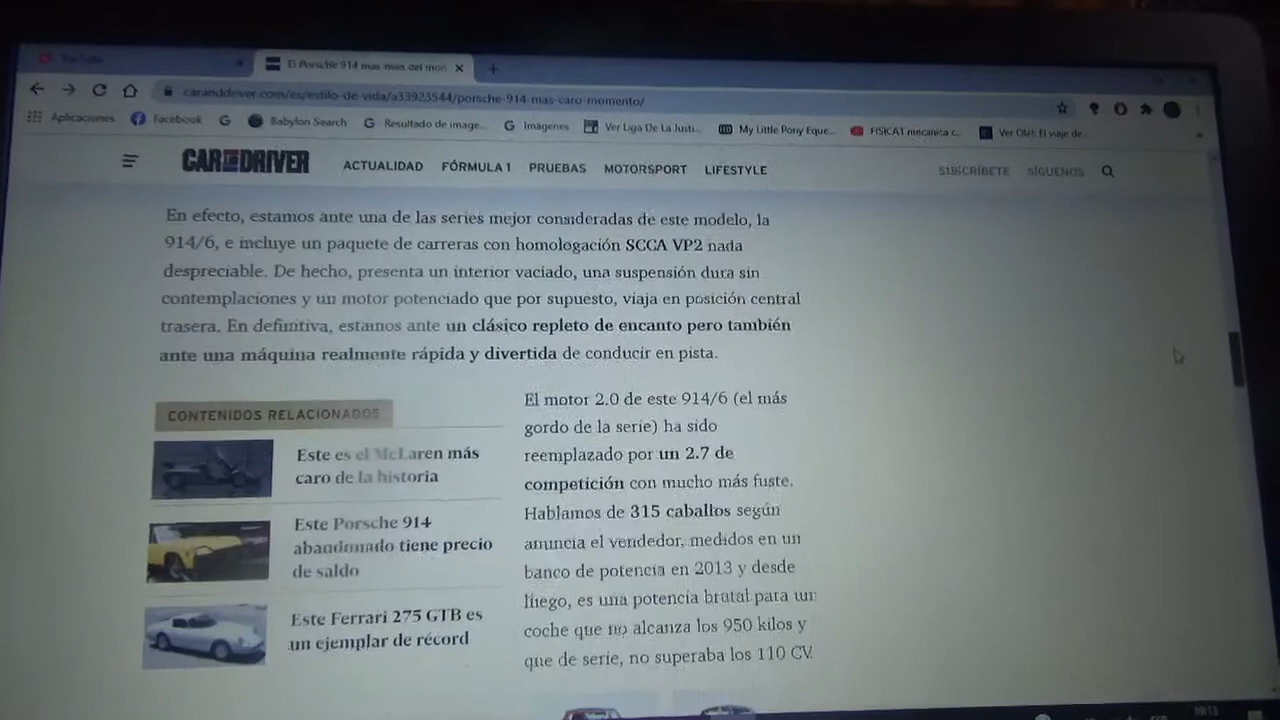 YouTube
El Porsche 914 mas caro del mon
caranddriver.com/es/estilo-de-vida/a33923544/porsche-914-mas-caro-momento/
Aplicaciones
Facebook
Babylon Search
Resultado de image...
Imágenes
Ver Liga De La Justi...
My Little Pony Eque...
FISICA1 mecanica c...
Ver Olét El viaje de...
CAR DRIVER
ACTUALIDAD FÓRMULA 1 PRUEBAS MOTORSPORT LIFESTYLE
SUSCRÍBETE SÍGUENOS
En efecto, estamos ante una de las series mejor consideradas de este modelo, la
914/6, e incluye un paquete de carreras con homologación SCCA VP2 nada
despreciable. De hecho, presenta un interior vaciado, una suspensión dura sin
contemplaciones y un motor potenciado que por supuesto, viaja en posición central
trasera. En definitiva, estamos ante un clásico repleto de encanto pero también
ante una máquina realmente rápida y divertida de conducir en pista.
CONTENIDOS RELACIONADOS
Este es el McLaren más
caro de la historia
Este Porsche 914
abandonado tiene precio
de saldo
Este Ferrari 275 GTB es
un ejemplar de récord
El motor 2.0 de este 914/6 (el más
gordo de la serie) ha sido
reemplazado por un 2.7 de
competición con mucho más fuste.
Hablamos de 315 caballos según
anuncia el vendedor, medidos en un
banco de potencia en 2013 y desde
luego, es una potencia brutal para un
coche que no alcanza los 950 kilos y
que de serie, no superaba los 110 CV.
19:13